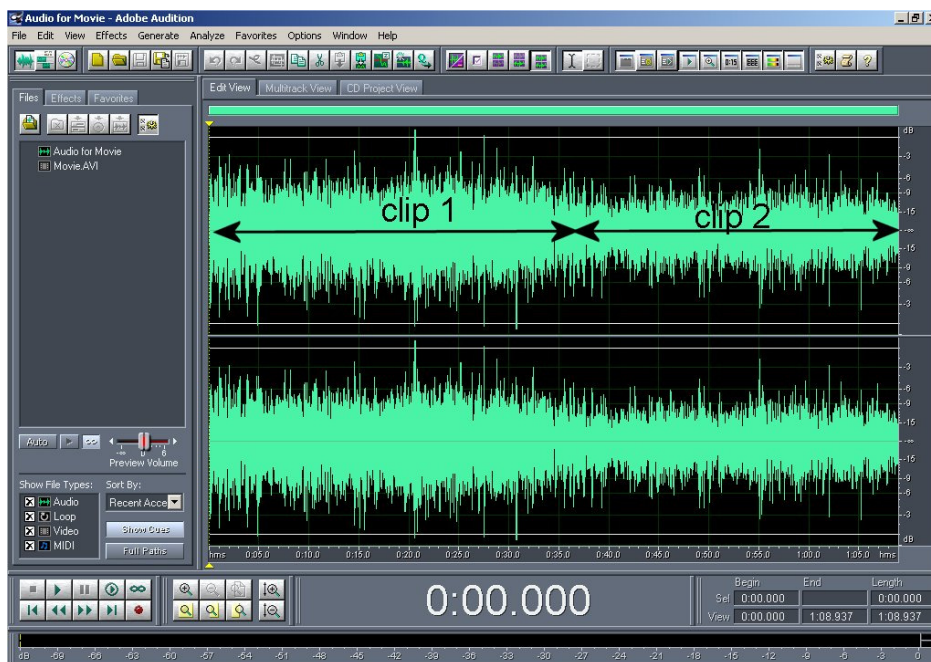 Audio for Movie - Adobe Audition
File Edit View Effects Generate Analyze Favorites Options Window Help
Files Effects Favorites
Edit View Multitrack View CD Project View
Audio for Movie
Movie.AVI
clip 1
clip 2
dB
-3
-6
-9
-15
-∞
-15
-9
-6
-3
dB
-3
-6
-9
-15
-∞
-15
-9
-6
-3
dB
hms 0:05.0 0:10.0 0:15.0 0:20.0 0:25.0 0:30.0 0:35.0 0:40.0 0:45.0 0:50.0 0:55.0 1:00.0 1:05.0 hms
Auto
-∞ 0 6
Preview Volume
Show File Types: Sort By:
Audio
Recent Acce
Loop
Video
Show Cues
MIDI
Full Paths
0:00.000
Begin End Length
Sel 0:00.000 0:00.000
View 0:00.000 1:08.937 1:08.937
dB -69 -66 -63 -60 -57 -54 -51 -48 -45 -42 -39 -36 -33 -30 -27 -24 -21 -18 -15 -12 -9 -6 -3 0